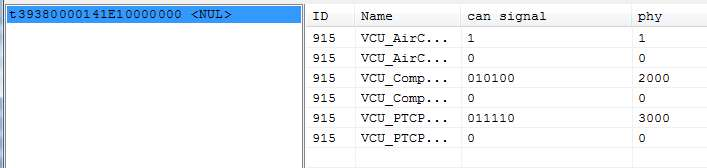 t39380000141E10000000 <NUL>
ID Name can signal phy
915 VCU_AirC... 1 1
915 VCU_AirC... 0 0
915 VCU_Comp... 010100 2000
915 VCU_Comp... 0 0
915 VCU_PTCP... 011110 3000
915 VCU_PTCP... 0 0